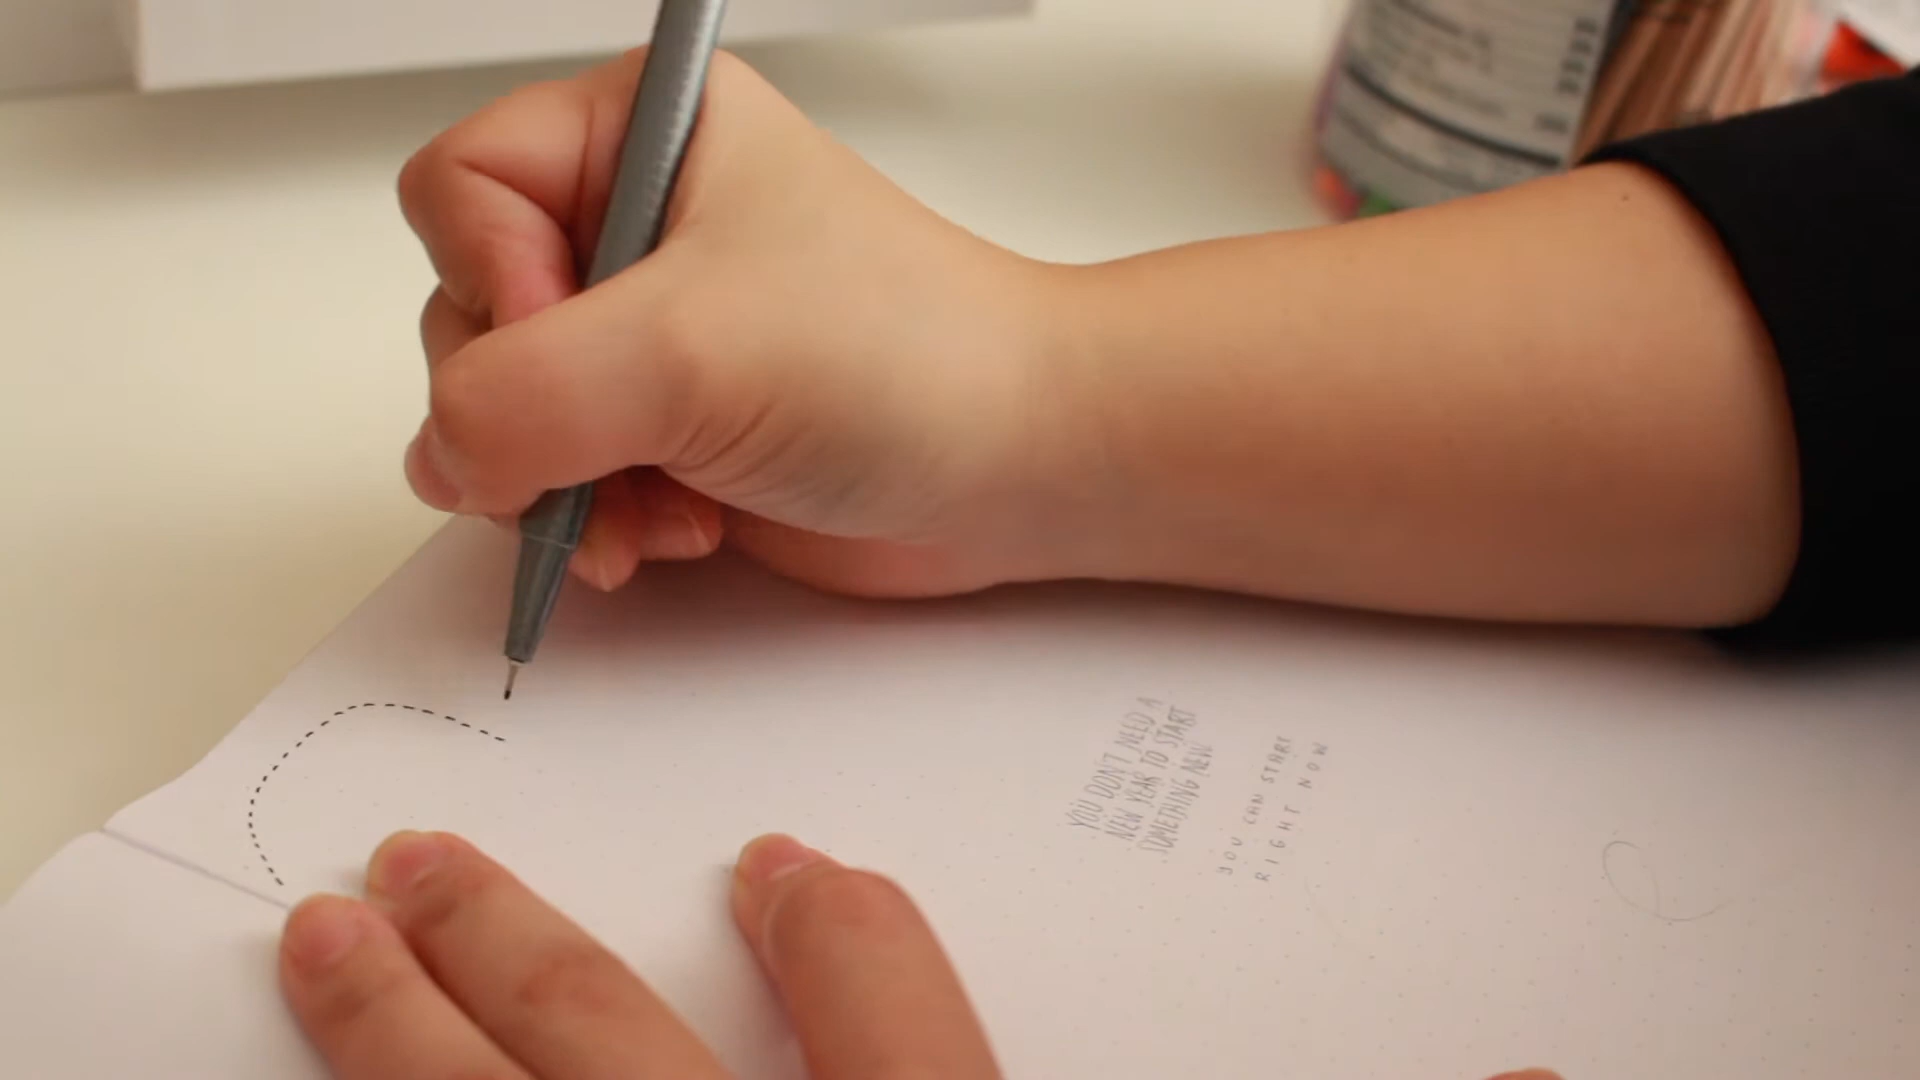 YOU DON'T NEED A
NEW YEAR TO START
SOMETHING NEW
YOU CAN START
RIGHT NOW